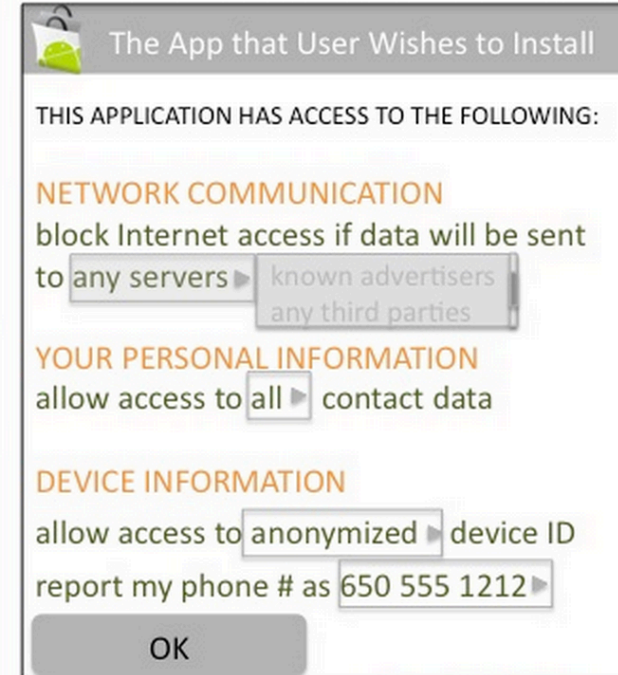 The App that User Wishes to Install
THIS APPLICATION HAS ACCESS TO THE FOLLOWING:
NETWORK COMMUNICATION
block Internet access if data will be sent
to any servers known advertisers
any third parties
YOUR PERSONAL INFORMATION
allow access to all contact data
DEVICE INFORMATION
allow access to anonymized device ID
report my phone # as 650 555 1212
OK